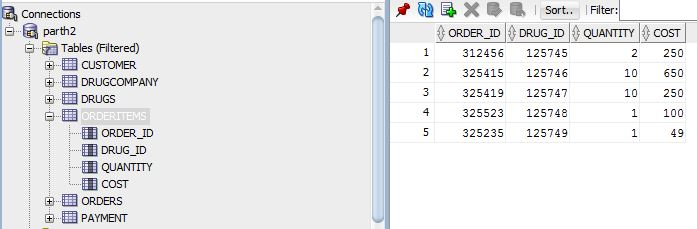 Connections
parth2
Tables (Filtered)
CUSTOMER
DRUGCOMPANY
DRUGS
ORDERITEMS
ORDER_ID
DRUG_ID
QUANTITY
COST
ORDERS
PAYMENT
Sort.. Filter:
ORDER_ID DRUG_ID QUANTITY COST
1 312456 125745 2 250
2 325415 125746 10 650
3 325419 125747 10 250
4 325523 125748 1 100
5 325235 125749 1 49